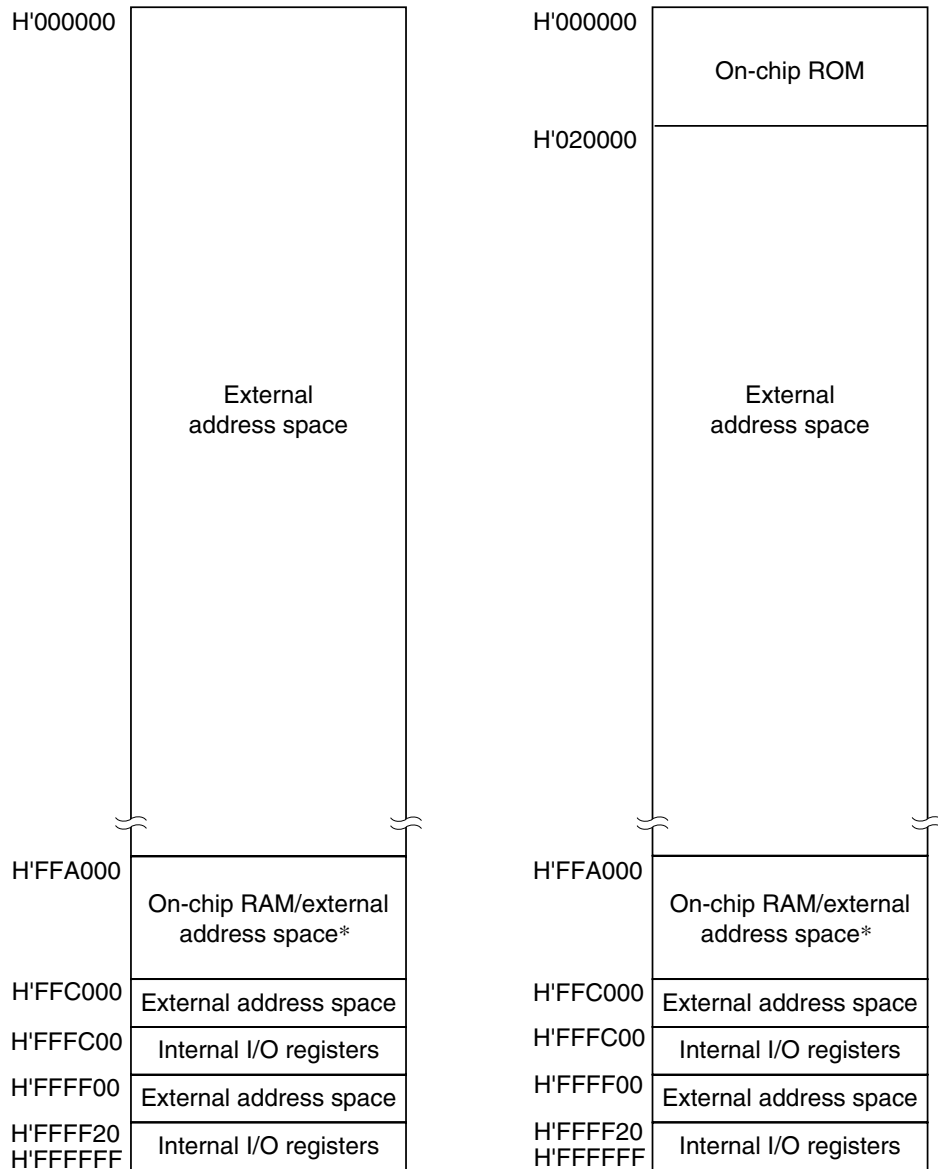 H'000000
External
address space
H'FFA000
On-chip RAM/external
address space*
H'FFC000
External address space
H'FFFC00
Internal I/O registers
H'FFFF00
External address space
H'FFFF20
Internal I/O registers
H'FFFFFF
H'000000
On-chip ROM
H'020000
External
address space
H'FFA000
On-chip RAM/external
address space*
H'FFC000
External address space
H'FFFC00
Internal I/O registers
H'FFFF00
External address space
H'FFFF20
Internal I/O registers
H'FFFFFF